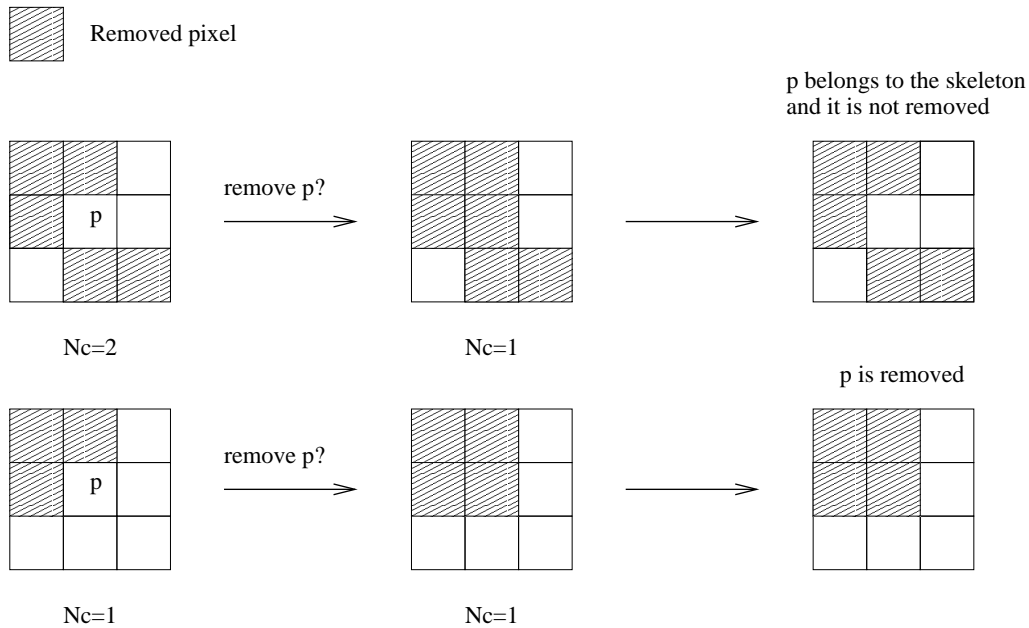 Removed pixel
p belongs to the skeleton
and it is not removed
remove p?
p
Nc=2
Nc=1
p is removed
remove p?
p
Nc=1
Nc=1